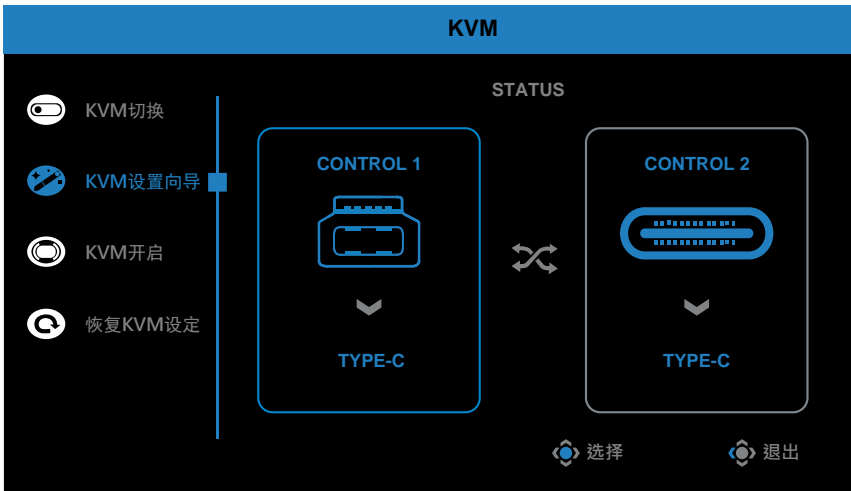 KVM
STATUS
KVM切换
KVM设置向导
KVM开启
恢复KVM设定
CONTROL 1
TYPE-C
CONTROL 2
TYPE-C
选择
退出